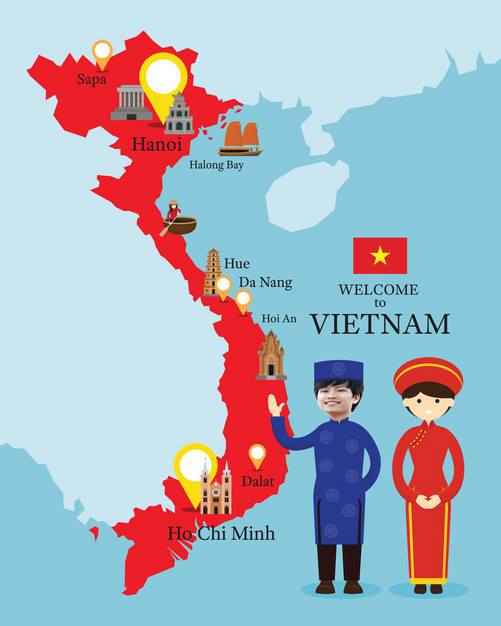 Sapa
Hanoi
Halong Bay
Hue
Da Nang
Hoi An
WELCOME
to
VIETNAM
Dalat
Ho Chi Minh